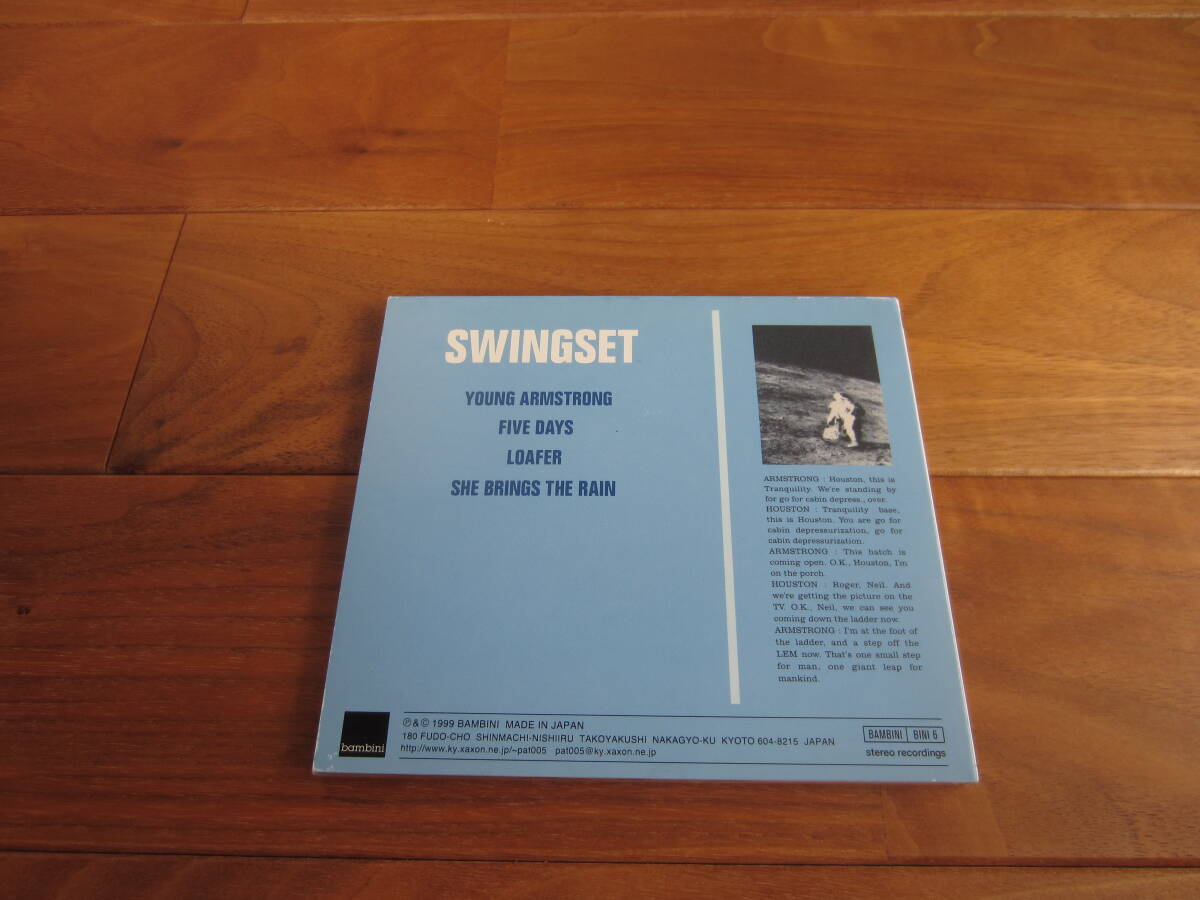 SWINGSET
YOUNG ARMSTRONG
FIVE DAYS
LOAFER
SHE BRINGS THE RAIN
ARMSTRONG : Houston, this is
Tranquility. We're standing by
for go for cabin depress., over.
HOUSTON : Tranquility base,
this is Houston. You are go for
cabin depressurization, go for
cabin depressurization.
ARMSTRONG : This hatch is
coming open. O.K., Houston, I'm
on the porch.
HOUSTON : Roger, Neil. And
we're getting the picture on the
TV. O.K., Neil, we can see you
coming down the ladder now.
ARMSTRONG : I'm at the foot of
the ladder, and a step off the
LEM now. That's one small step
for man, one giant leap for
mankind.
bambini
℗&© 1999 BAMBINI MADE IN JAPAN
180 FUDO-CHO SHINMACHI-NISHIIRU TAKOYAKUSHI NAKAGYO-KU KYOTO 604-8215 JAPAN
http://www.ky.xaxon.ne.jp/~pat005 pat005@ky.xaxon.ne.jp
BAMBINI BINI 6
stereo recordings